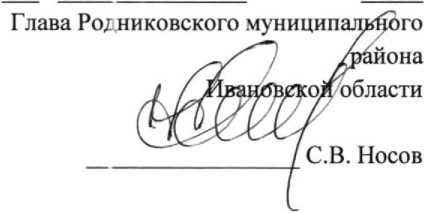 Глава Родниковского муниципального
района
Ивановской области
С.В. Носов